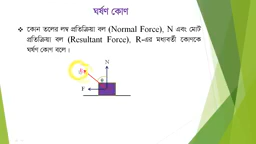 ঘর্ষণ কোণ
❖ কোন তলের লম্ব প্রতিক্রিয়া বল (Normal Force), N এবং মোট
প্রতিক্রিয়া বল (Resultant Force), R-এর মধ্যবর্তী কোণকে
ঘর্ষণ কোণ বলে।
N
R
F